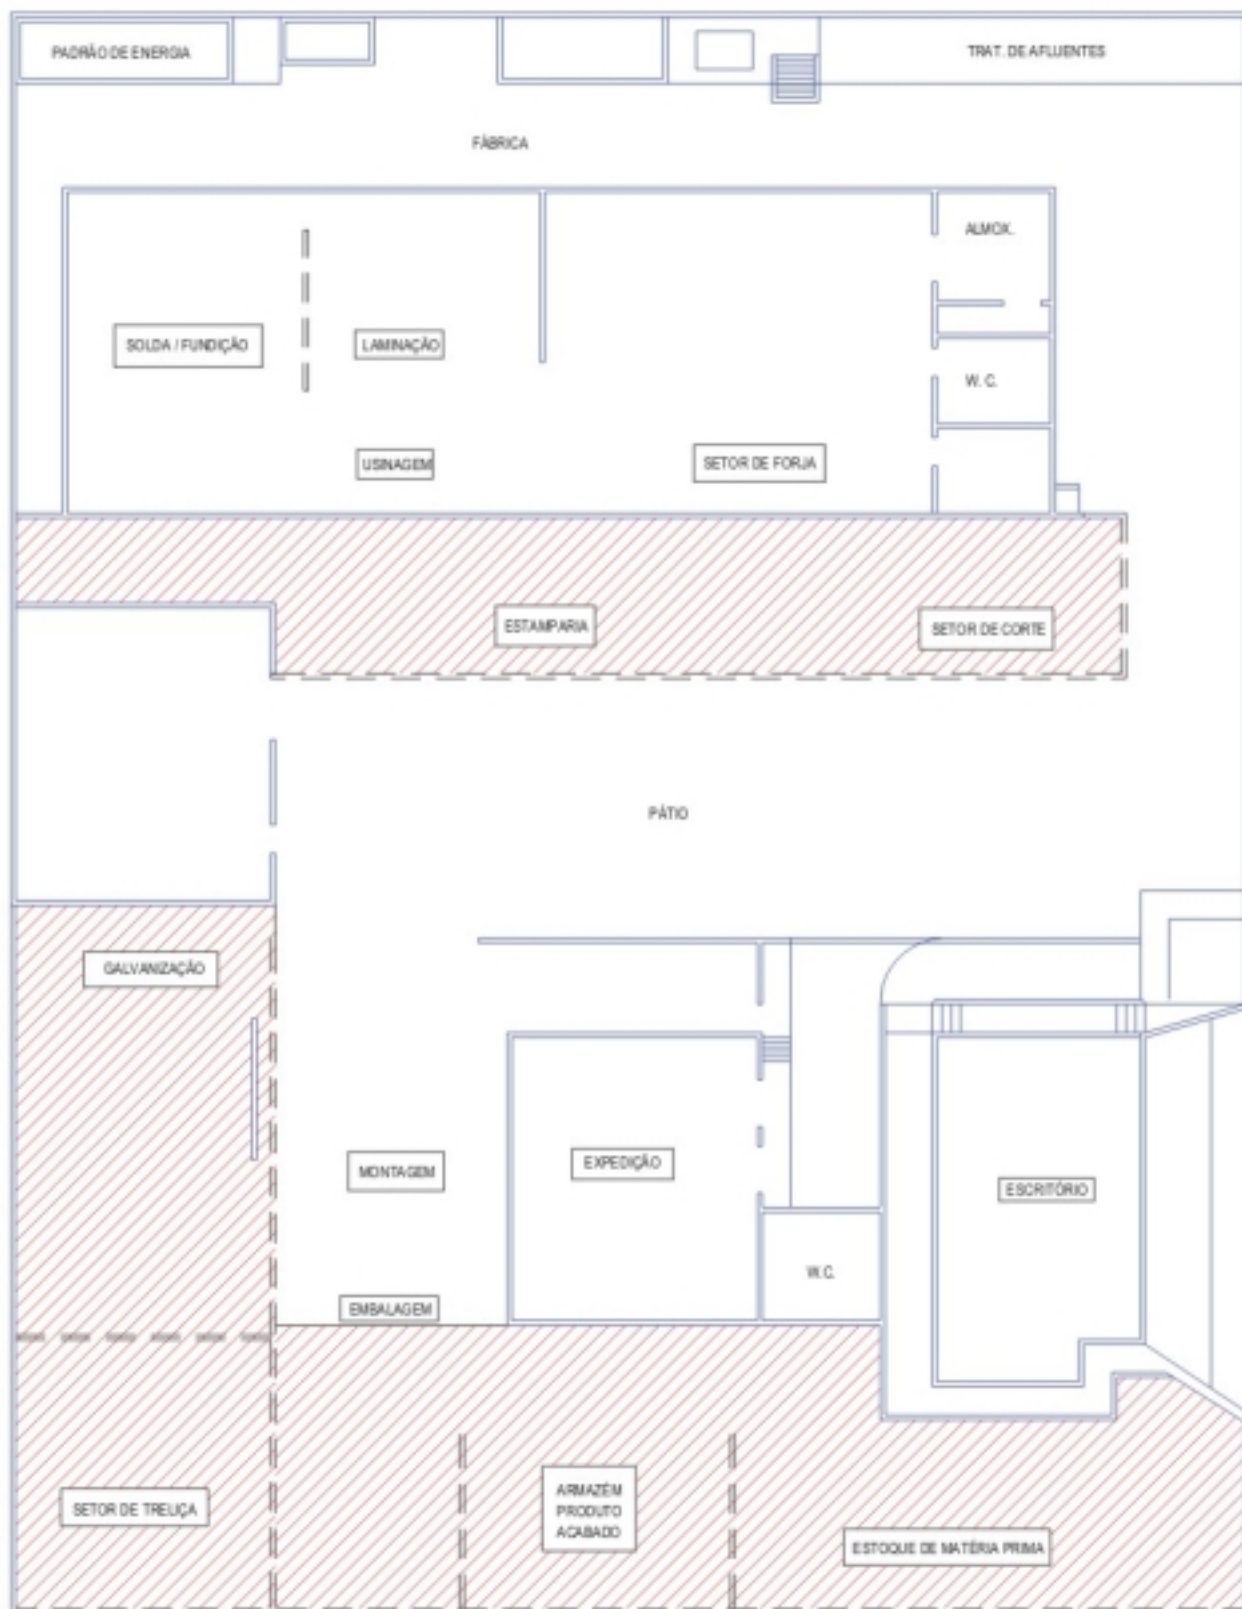 PADRÃO DE ENERGIA
TRAT. DE AFLUENTES
FÁBRICA
ALMOX.
SOLDA / FUNDIÇÃO
LAMINAÇÃO
W. C.
USINAGEM
SETOR DE FORJA
ESTAMPARIA
SETOR DE CORTE
PÁTIO
GALVANIZAÇÃO
MONTAGEM
EXPEDIÇÃO
ESCRITÓRIO
W.C.
EMBALAGEM
SETOR DE TRELIÇA
ARMAZÉM
PRODUTO
ACABADO
ESTOQUE DE MATÉRIA PRIMA